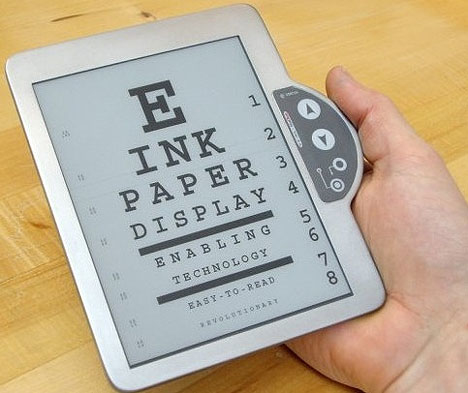 E 1
INK 2
PAPER 3
DISPLAY 4
ENABLING 5
TECHNOLOGY 6
EASY-TO-READ 7
REVOLUTIONARY 8